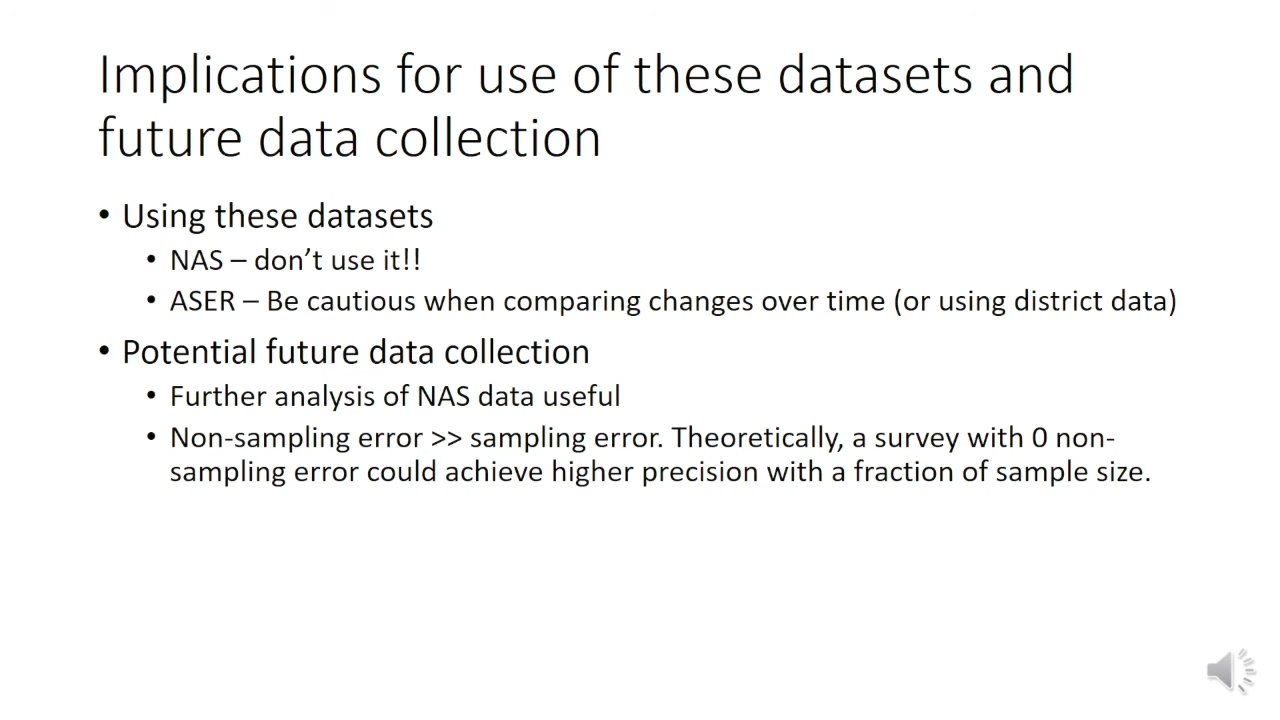 Implications for use of these datasets and
future data collection
• Using these datasets
• NAS – don’t use it!!
• ASER – Be cautious when comparing changes over time (or using district data)
• Potential future data collection
• Further analysis of NAS data useful
• Non-sampling error >> sampling error. Theoretically, a survey with 0 non-
sampling error could achieve higher precision with a fraction of sample size.